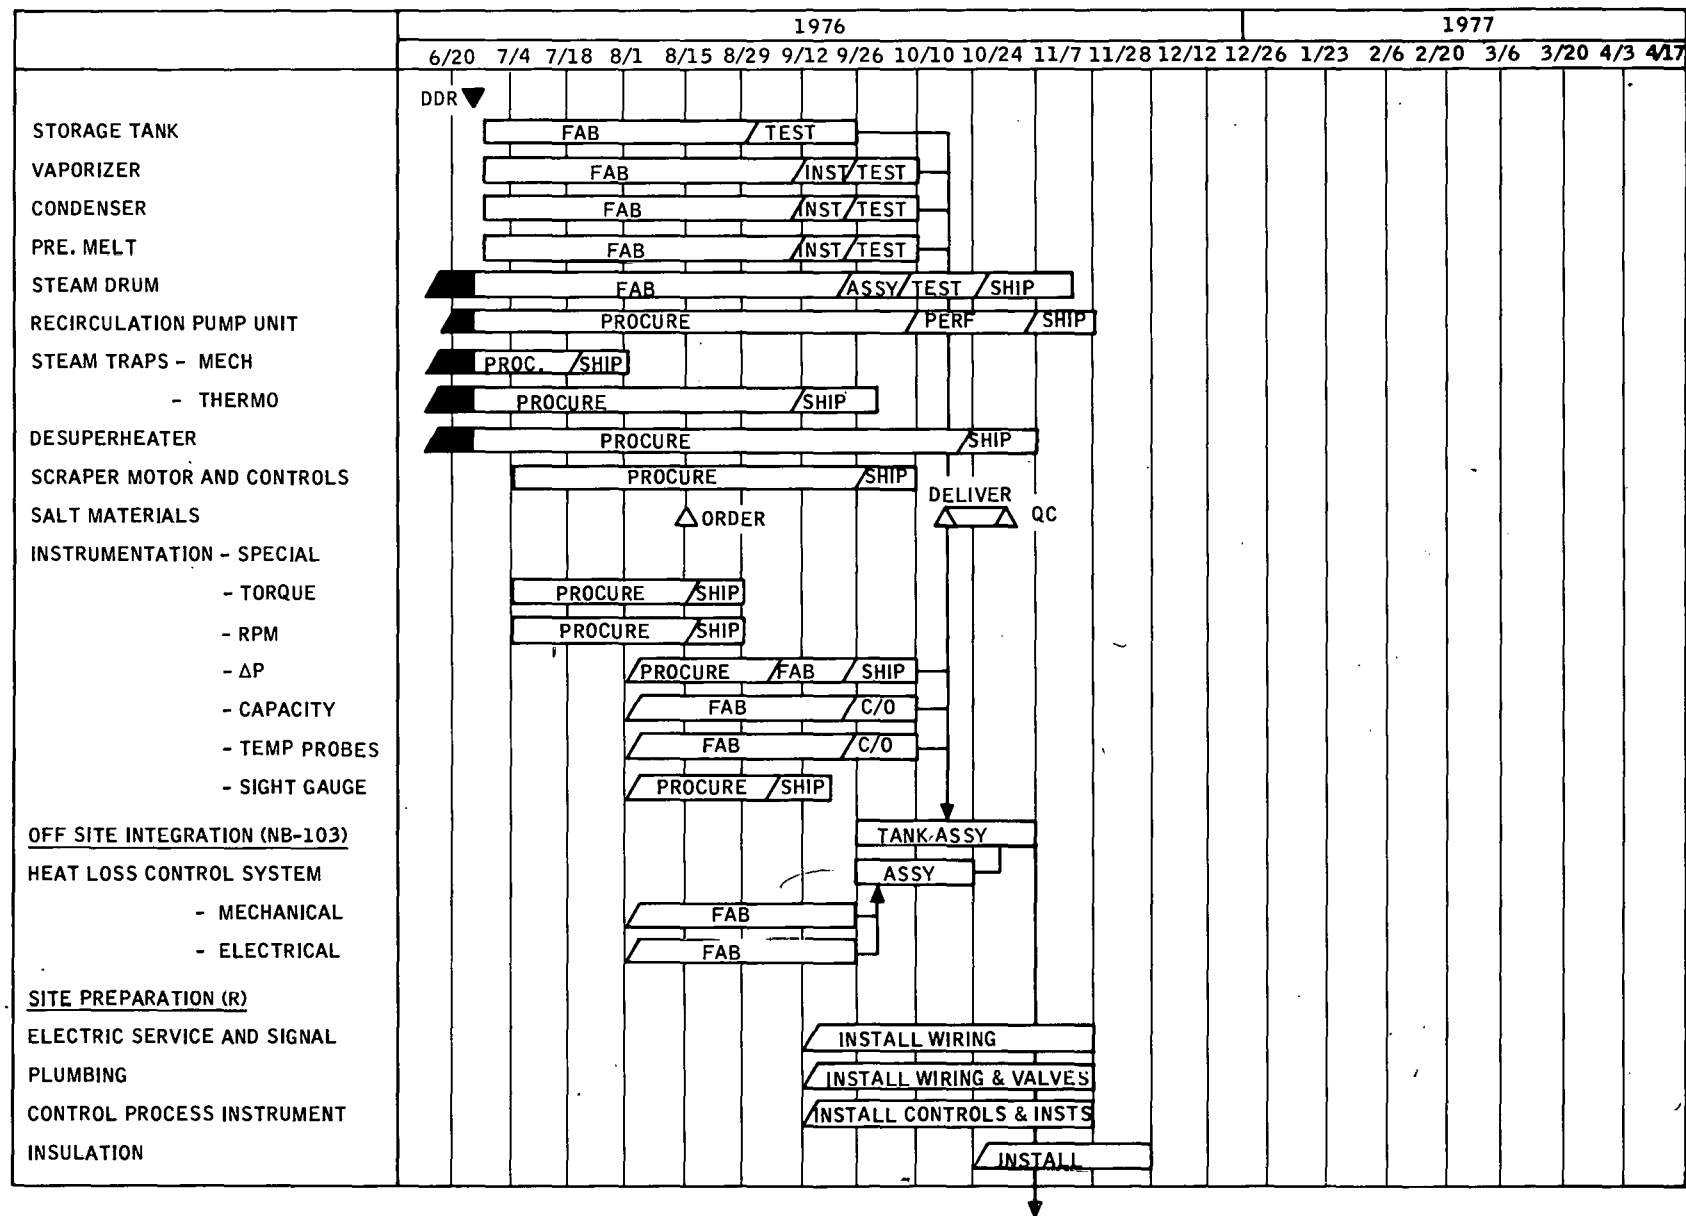 1976 1977
6/20 7/4 7/18 8/1 8/15 8/29 9/12 9/26 10/10 10/24 11/7 11/28 12/12 12/26 1/23 2/6 2/20 3/6 3/20 4/3 4/17
DDR
STORAGE TANK FAB TEST
VAPORIZER FAB INST TEST
CONDENSER FAB INST TEST
PRE. MELT FAB INST TEST
STEAM DRUM FAB ASSY TEST SHIP
RECIRCULATION PUMP UNIT PROCURE PERF SHIP
STEAM TRAPS - MECH PROC. SHIP
- THERMO PROCURE SHIP
DESUPERHEATER PROCURE SHIP
SCRAPER MOTOR AND CONTROLS PROCURE SHIP
DELIVER
SALT MATERIALS ORDER QC
INSTRUMENTATION - SPECIAL
- TORQUE PROCURE SHIP
- RPM PROCURE SHIP
- ΔP PROCURE FAB SHIP
- CAPACITY FAB C/O
- TEMP PROBES FAB C/O
- SIGHT GAUGE PROCURE SHIP
OFF SITE INTEGRATION (NB-103) TANK ASSY
HEAT LOSS CONTROL SYSTEM ASSY
- MECHANICAL FAB
- ELECTRICAL FAB
SITE PREPARATION (R)
ELECTRIC SERVICE AND SIGNAL INSTALL WIRING
PLUMBING INSTALL WIRING & VALVES
CONTROL PROCESS INSTRUMENT INSTALL CONTROLS & INSTS
INSULATION INSTALL